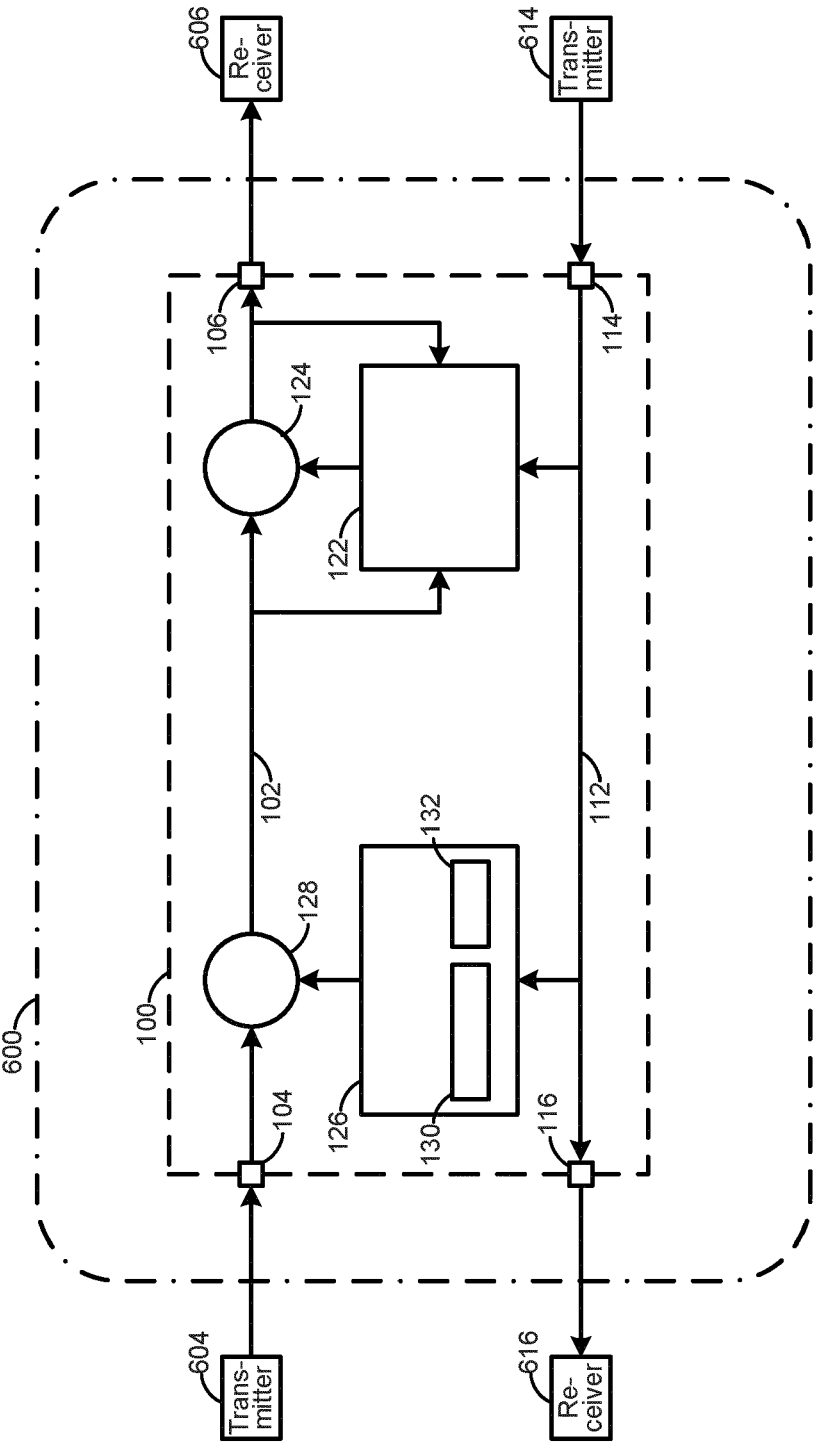 600
100
604
Trans-
mitter
104
128
102
124
106
606
Re-
ceiver
126
130
132
122
616
Re-
ceiver
116
112
114
614
Trans-
mitter